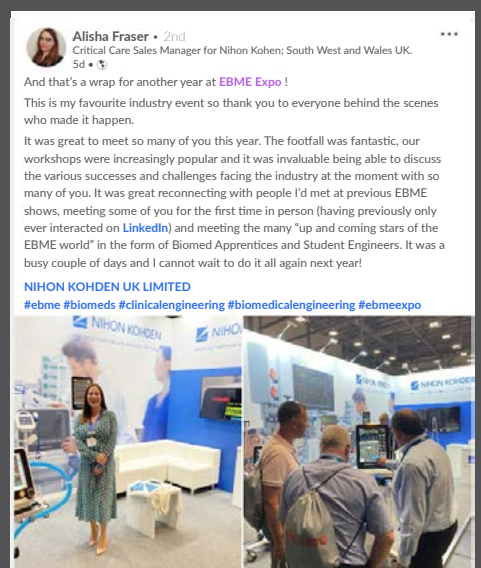 Alisha Fraser • 2nd
Critical Care Sales Manager for Nihon Kohen; South West and Wales UK.
5d •
And that's a wrap for another year at EBME Expo !
This is my favourite industry event so thank you to everyone behind the scenes
who made it happen.
It was great to meet so many of you this year. The footfall was fantastic, our
workshops were increasingly popular and it was invaluable being able to discuss
the various successes and challenges facing the industry at the moment with so
many of you. It was great reconnecting with people I'd met at previous EBME
shows, meeting some of you for the first time in person (having previously only
ever interacted on LinkedIn) and meeting the many "up and coming stars of the
EBME world" in the form of Biomed Apprentices and Student Engineers. It was a
busy couple of days and I cannot wait to do it all again next year!
NIHON KOHDEN UK LIMITED
#ebme #biomeds #clinicalengineering #biomedicalengineering #ebmeexpo
NIHON KOHDEN
NIHON KOHDEN